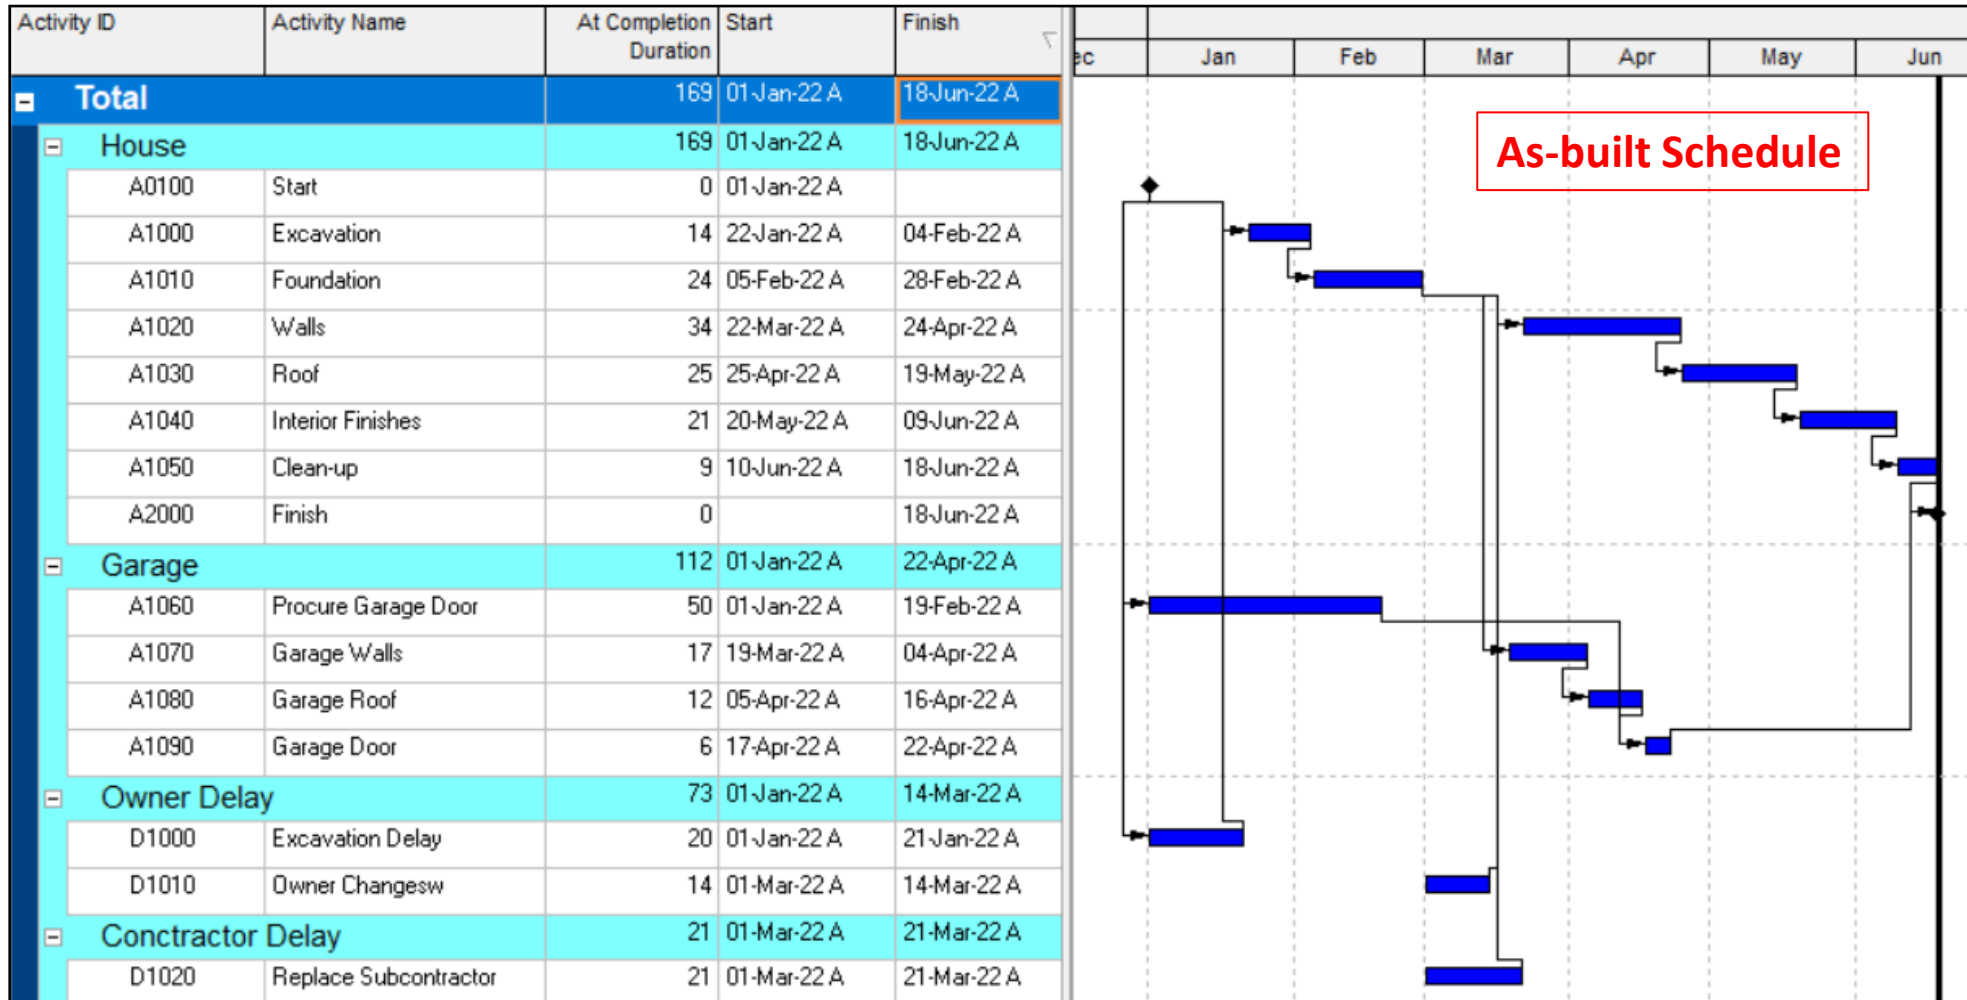 Activity ID Activity Name At Completion Duration Start Finish
ec Jan Feb Mar Apr May Jun
Total 169 01-Jan-22 A 18-Jun-22 A
As-built Schedule
House 169 01-Jan-22 A 18-Jun-22 A
A0100 Start 0 01-Jan-22 A
A1000 Excavation 14 22-Jan-22 A 04-Feb-22 A
A1010 Foundation 24 05-Feb-22 A 28-Feb-22 A
A1020 Walls 34 22-Mar-22 A 24-Apr-22 A
A1030 Roof 25 25-Apr-22 A 19-May-22 A
A1040 Interior Finishes 21 20-May-22 A 09-Jun-22 A
A1050 Clean-up 9 10-Jun-22 A 18-Jun-22 A
A2000 Finish 0 18-Jun-22 A
Garage 112 01-Jan-22 A 22-Apr-22 A
A1060 Procure Garage Door 50 01-Jan-22 A 19-Feb-22 A
A1070 Garage Walls 17 19-Mar-22 A 04-Apr-22 A
A1080 Garage Roof 12 05-Apr-22 A 16-Apr-22 A
A1090 Garage Door 6 17-Apr-22 A 22-Apr-22 A
Owner Delay 73 01-Jan-22 A 14-Mar-22 A
D1000 Excavation Delay 20 01-Jan-22 A 21-Jan-22 A
D1010 Owner Changesw 14 01-Mar-22 A 14-Mar-22 A
Conctractor Delay 21 01-Mar-22 A 21-Mar-22 A
D1020 Replace Subcontractor 21 01-Mar-22 A 21-Mar-22 A